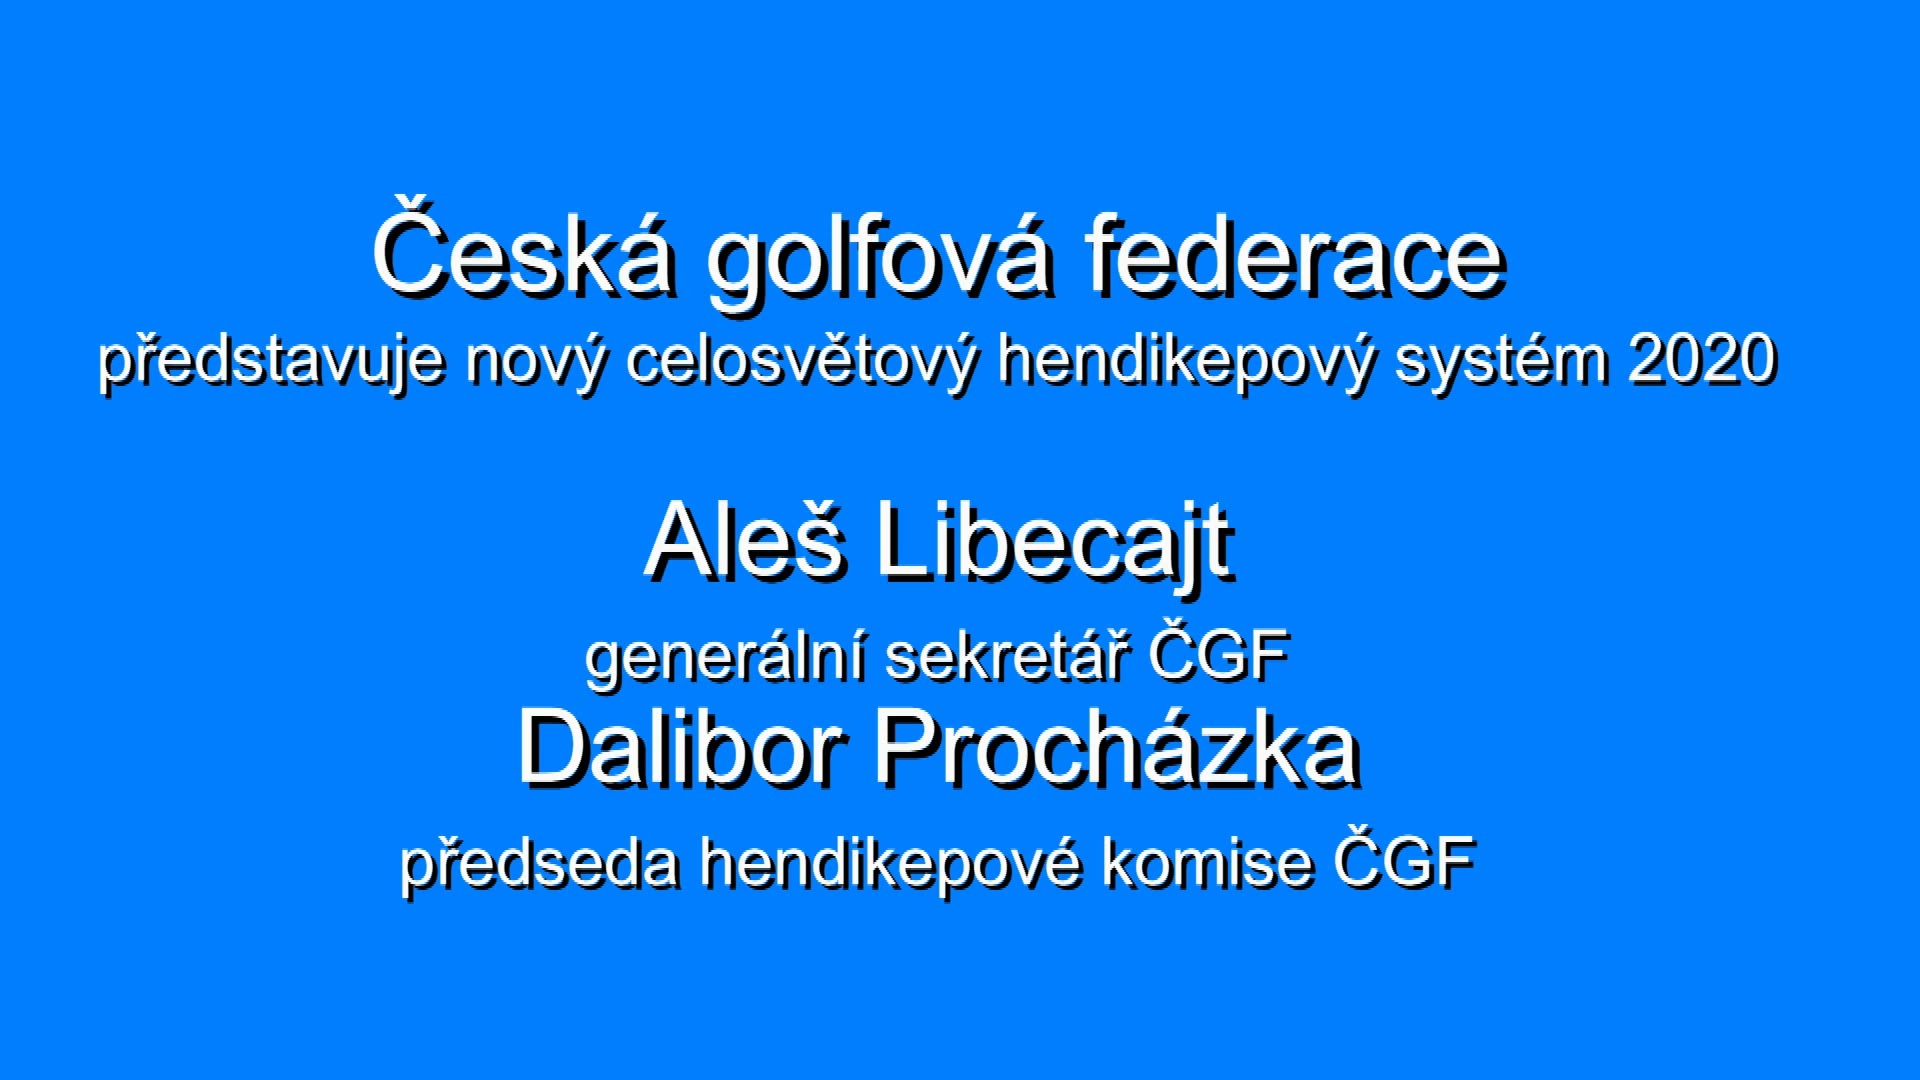 Česká golfová federace
představuje nový celosvětový hendikepový systém 2020
Aleš Libecajt
generální sekretář ČGF
Dalibor Procházka
předseda hendikepové komise ČGF